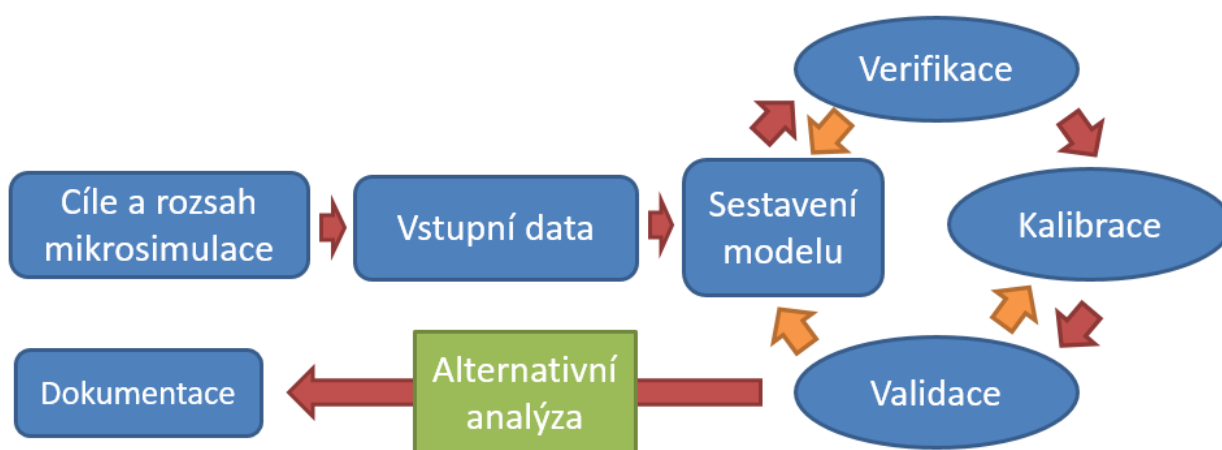 Verifikace
Cíle a rozsah
mikrosimulace
Vstupní data
Sestavení
modelu
Kalibrace
Dokumentace
Alternativní
analýza
Validace